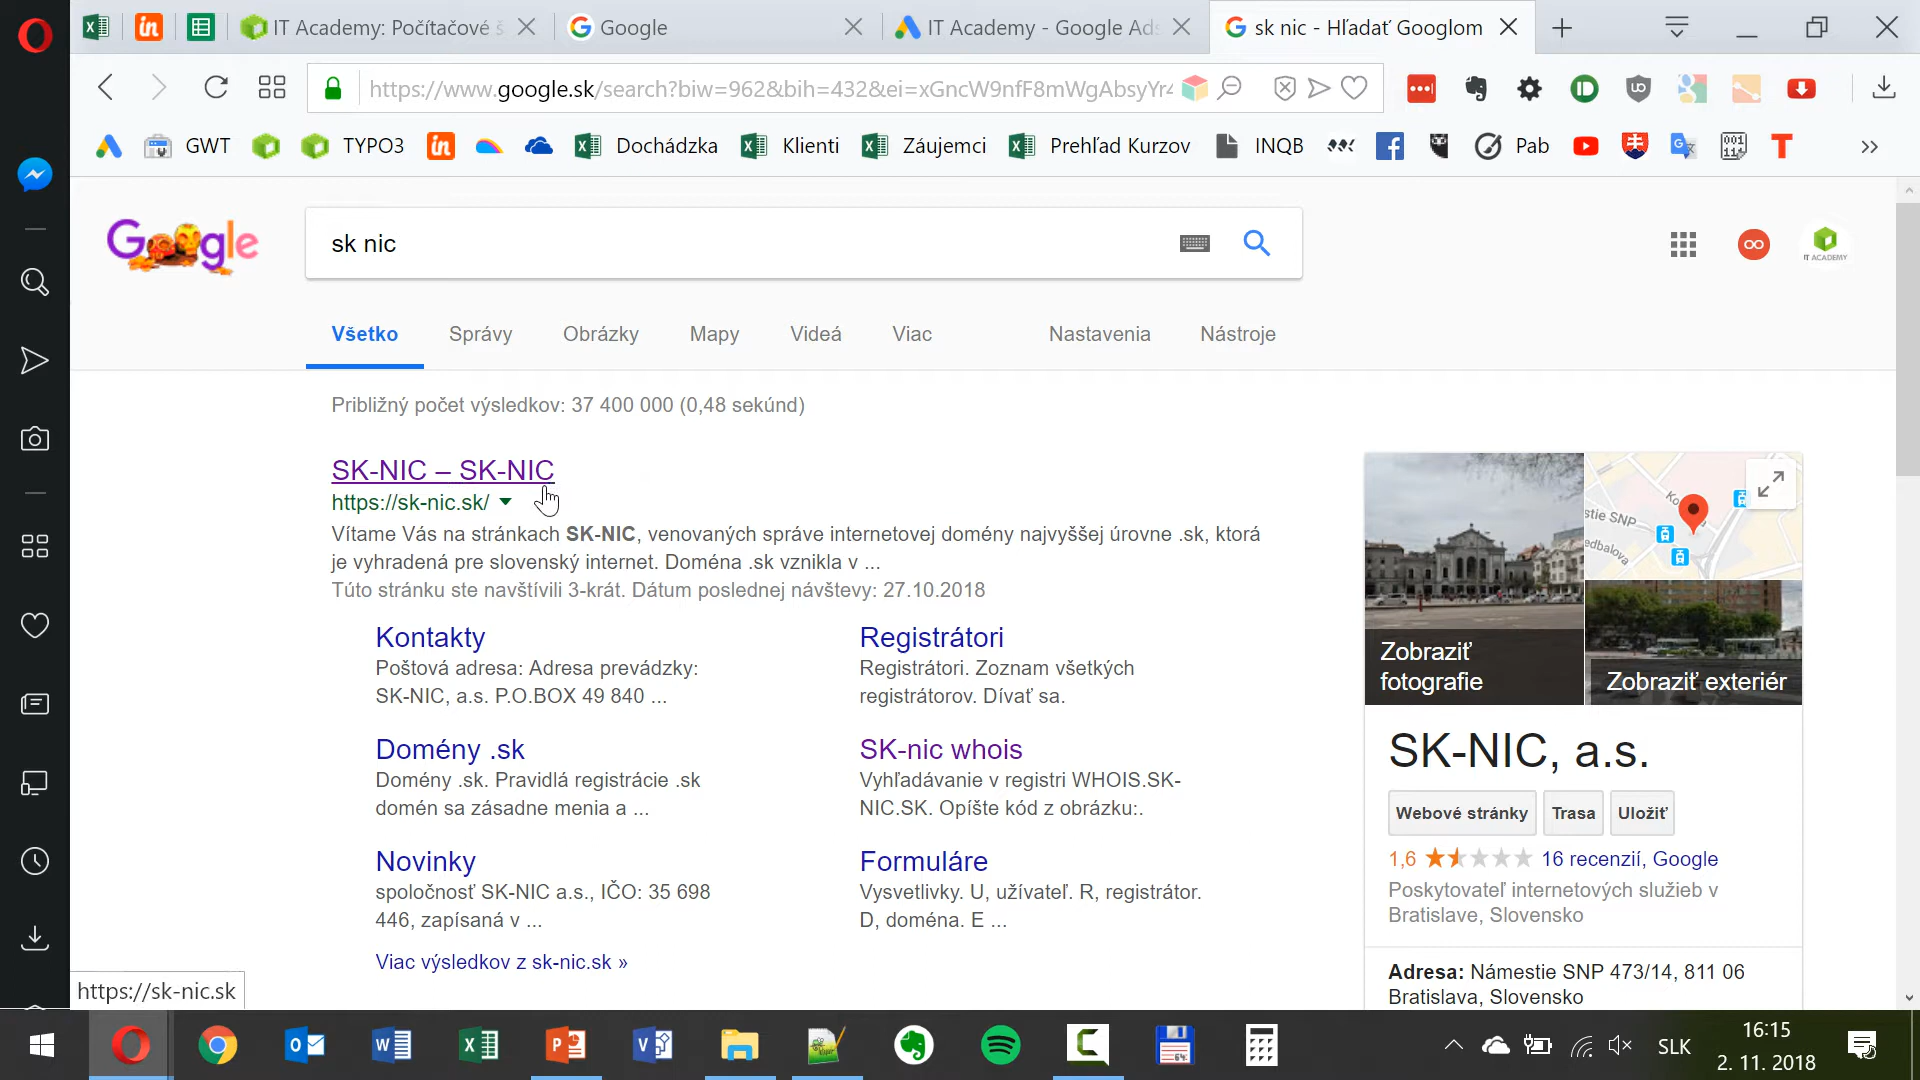 IT Academy: Počítačové š
Google
IT Academy - Google Ads
sk nic - Hľadať Googlom
https://www.google.sk/search?biw=962&bih=432&ei=xGncW9nfF8mWgAbsyYr4
GWT
TYPO3
in
Dochádzka
Klienti
Záujemci
Prehľad Kurzov
INQB
Pab
Google
sk nic
IT ACADEMY
Všetko
Správy
Obrázky
Mapy
Videá
Viac
Nastavenia
Nástroje
Približný počet výsledkov: 37 400 000 (0,48 sekúnd)
SK-NIC – SK-NIC
https://sk-nic.sk/
Vítame Vás na stránkach SK-NIC, venovaných správe internetovej domény najvyššej úrovne .sk, ktorá
je vyhradená pre slovenský internet. Doména .sk vznikla v ...
Túto stránku ste navštívili 3-krát. Dátum poslednej návštevy: 27.10.2018
Kontakty
Poštová adresa: Adresa prevádzky:
SK-NIC, a.s. P.O.BOX 49 840 ...
Registrátori
Registrátori. Zoznam všetkých
registrátorov. Dívať sa.
Domény .sk
Domény .sk. Pravidlá registrácie .sk
domén sa zásadne menia a ...
SK-nic whois
Vyhľadávanie v registri WHOIS.SK-
NIC.SK. Opíšte kód z obrázku:.
Novinky
spoločnosť SK-NIC a.s., IČO: 35 698
446, zapísaná v ...
Formuláre
Vysvetlivky. U, užívateľ. R, registrátor.
D, doména. E ...
Viac výsledkov z sk-nic.sk »
Zobraziť
fotografie
stie SNP
edbalova
Zobraziť exteriér
SK-NIC, a.s.
Webové stránky
Trasa
Uložiť
1,6
16 recenzií, Google
Poskytovateľ internetových služieb v
Bratislave, Slovensko
Adresa: Námestie SNP 473/14, 811 06
Bratislava, Slovensko
https://sk-nic.sk
SLK
16:15
2. 11. 2018